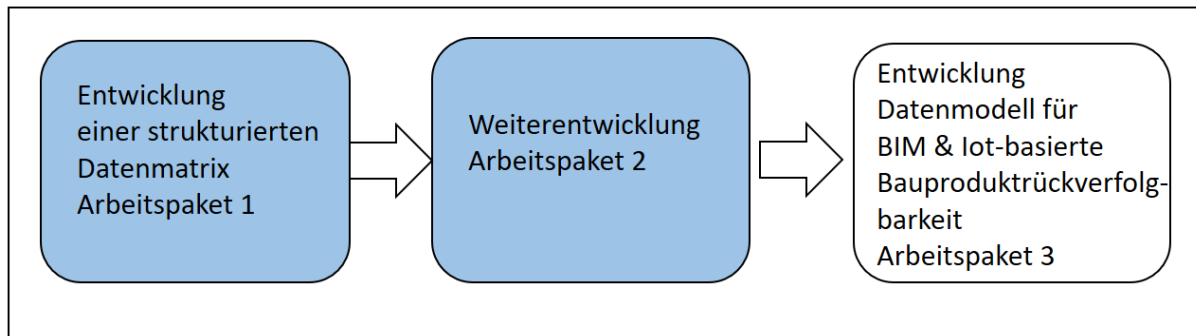 Entwicklung
einer strukturierten
Datenmatrix
Arbeitspaket 1
Weiterentwicklung
Arbeitspaket 2
Entwicklung
Datenmodell für
BIM & Iot-basierte
Bauproduktrückverfolg-
barkeit
Arbeitspaket 3